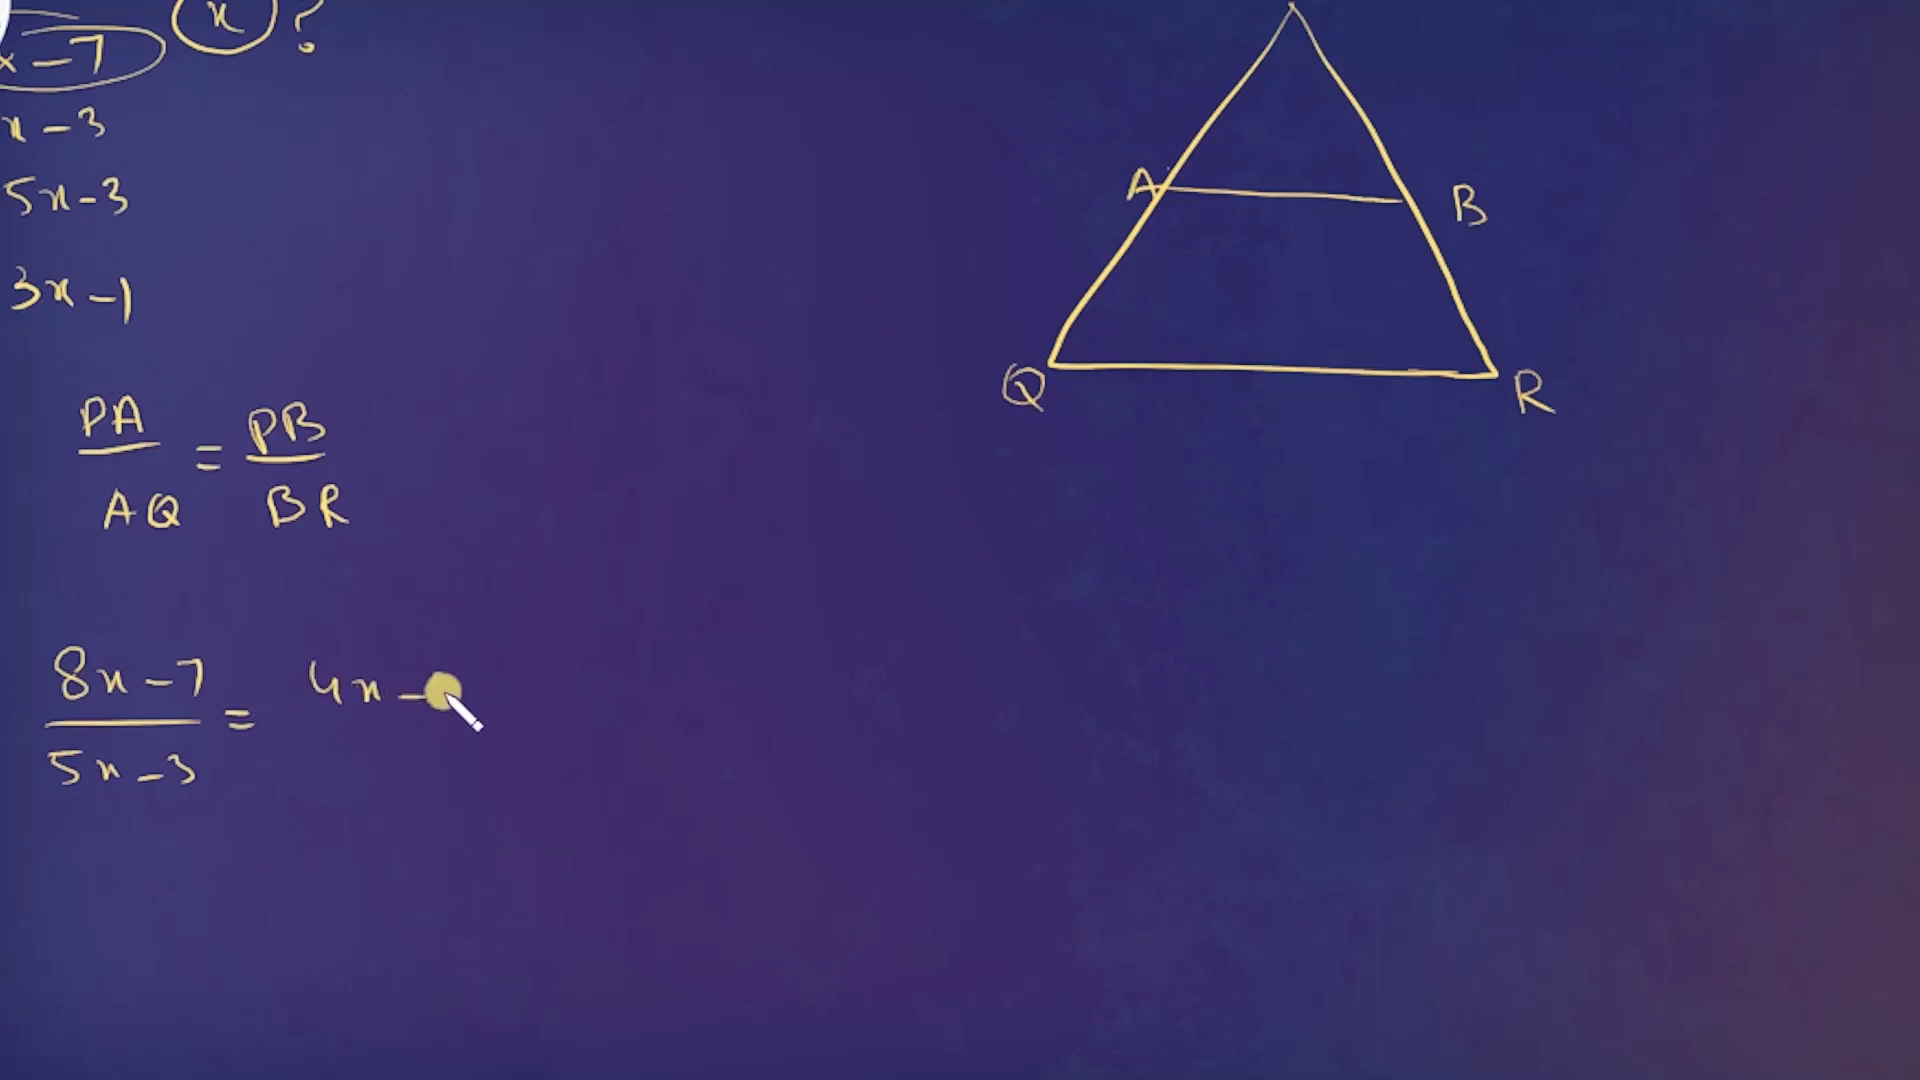 x ?
x - 7
x - 3
5x - 3
3x - 1
A
B
Q
R
PA = PB
AQ BR
8x - 7 = 4x -
5x - 3